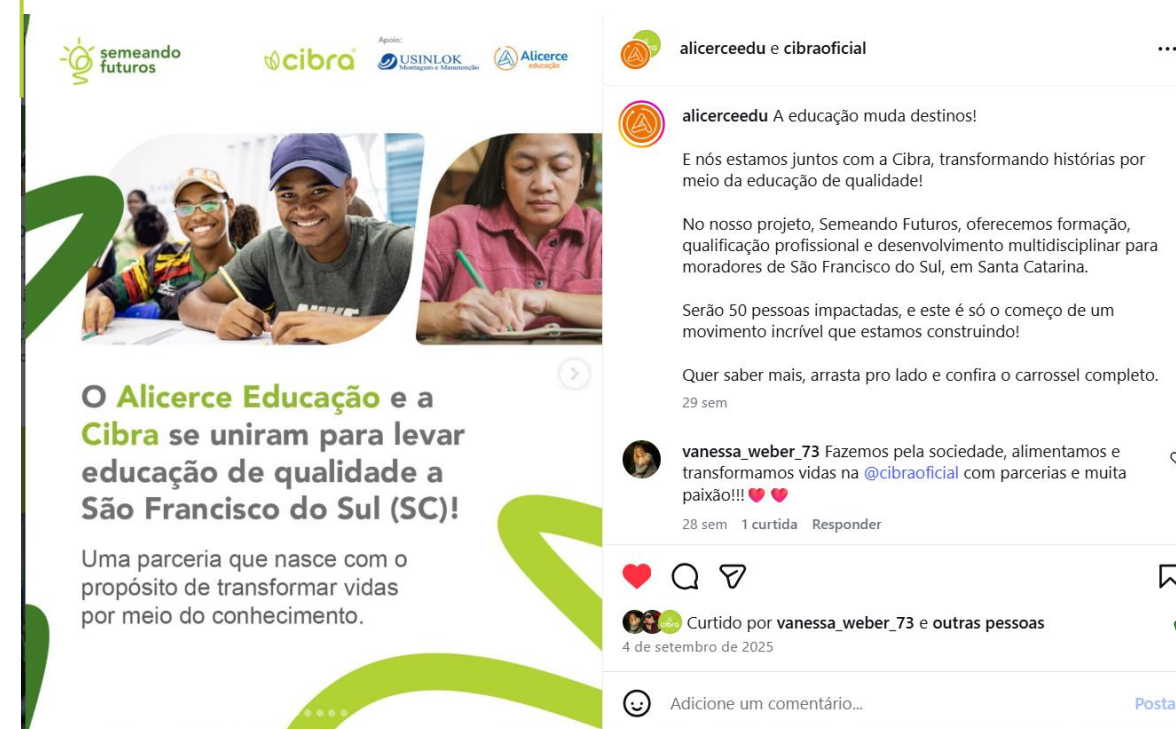 semeando
futuros
cibra
Apoio:
USINLOK
Montagem e Manutenção
Alicerce
educação
O Alicerce Educação e a
Cibra se uniram para levar
educação de qualidade a
São Francisco do Sul (SC)!
Uma parceria que nasce com o
propósito de transformar vidas
por meio do conhecimento.
alicerceedu e cibraoficial
alicerceedu A educação muda destinos!
E nós estamos juntos com a Cibra, transformando histórias por
meio da educação de qualidade!
No nosso projeto, Semeando Futuros, oferecemos formação,
qualificação profissional e desenvolvimento multidisciplinar para
moradores de São Francisco do Sul, em Santa Catarina.
Serão 50 pessoas impactadas, e este é só o começo de um
movimento incrível que estamos construindo!
Quer saber mais, arrasta pro lado e confira o carrossel completo.
29 sem
vanessa_weber_73 Fazemos pela sociedade, alimentamos e
transformamos vidas na @cibraoficial com parcerias e muita
paixão!!!
28 sem 1 curtida Responder
Curtido por vanessa_weber_73 e outras pessoas
4 de setembro de 2025
Adicione um comentário...
Posta